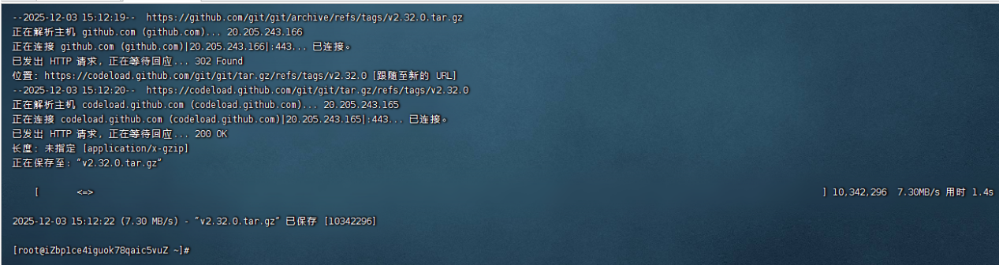 --2025-12-03 15:12:19--  https://github.com/git/git/archive/refs/tags/v2.32.0.tar.gz
正在解析主机 github.com (github.com)... 20.205.243.166
正在连接 github.com (github.com)|20.205.243.166|:443... 已连接。
已发出 HTTP 请求，正在等待回应... 302 Found
位置：https://codeload.github.com/git/git/tar.gz/refs/tags/v2.32.0 [跟随至新的 URL]
--2025-12-03 15:12:20--  https://codeload.github.com/git/git/tar.gz/refs/tags/v2.32.0
正在解析主机 codeload.github.com (codeload.github.com)... 20.205.243.165
正在连接 codeload.github.com (codeload.github.com)|20.205.243.165|:443... 已连接。
已发出 HTTP 请求，正在等待回应... 200 OK
长度：未指定 [application/x-gzip]
正在保存至: “v2.32.0.tar.gz”
[ <=> ] 10,342,296  7.30MB/s 用时 1.4s
2025-12-03 15:12:22 (7.30 MB/s) - “v2.32.0.tar.gz” 已保存 [10342296]
[root@iZbp1ce4iguok78qaic5vuZ ~]#